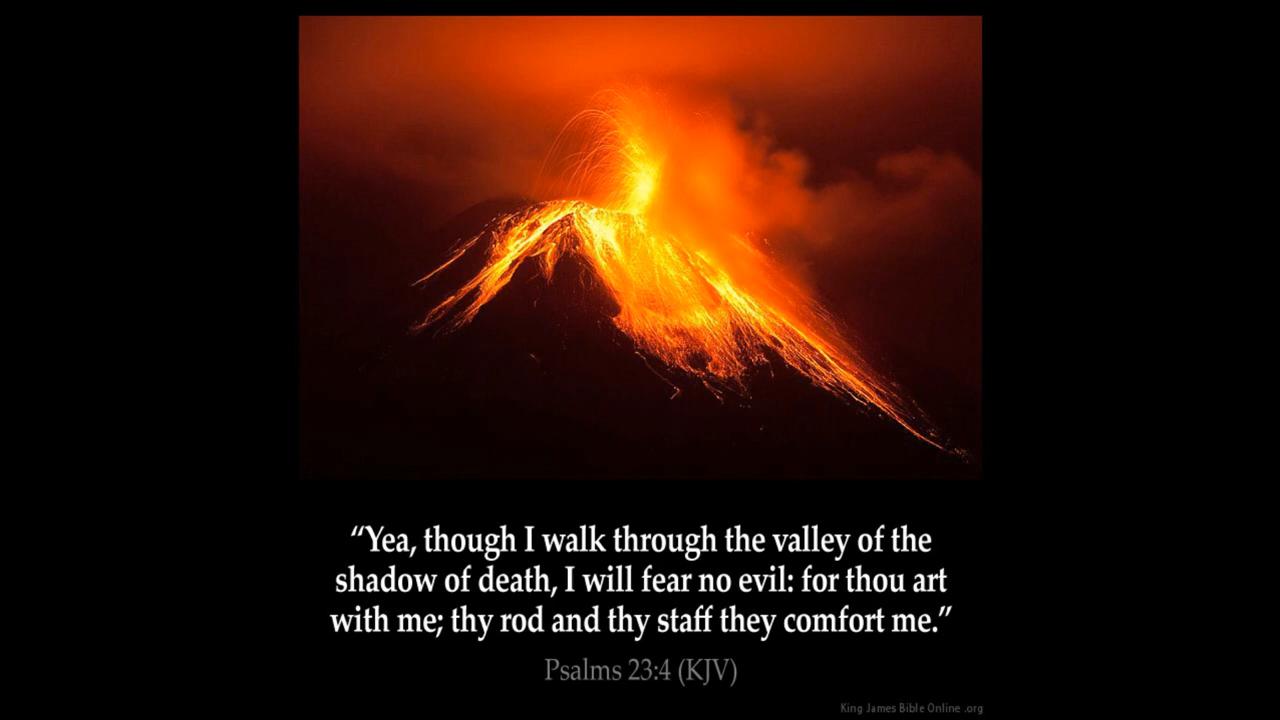 “Yea, though I walk through the valley of the
shadow of death, I will fear no evil: for thou art
with me; thy rod and thy staff they comfort me.”
Psalms 23:4 (KJV)
King James Bible Online .org